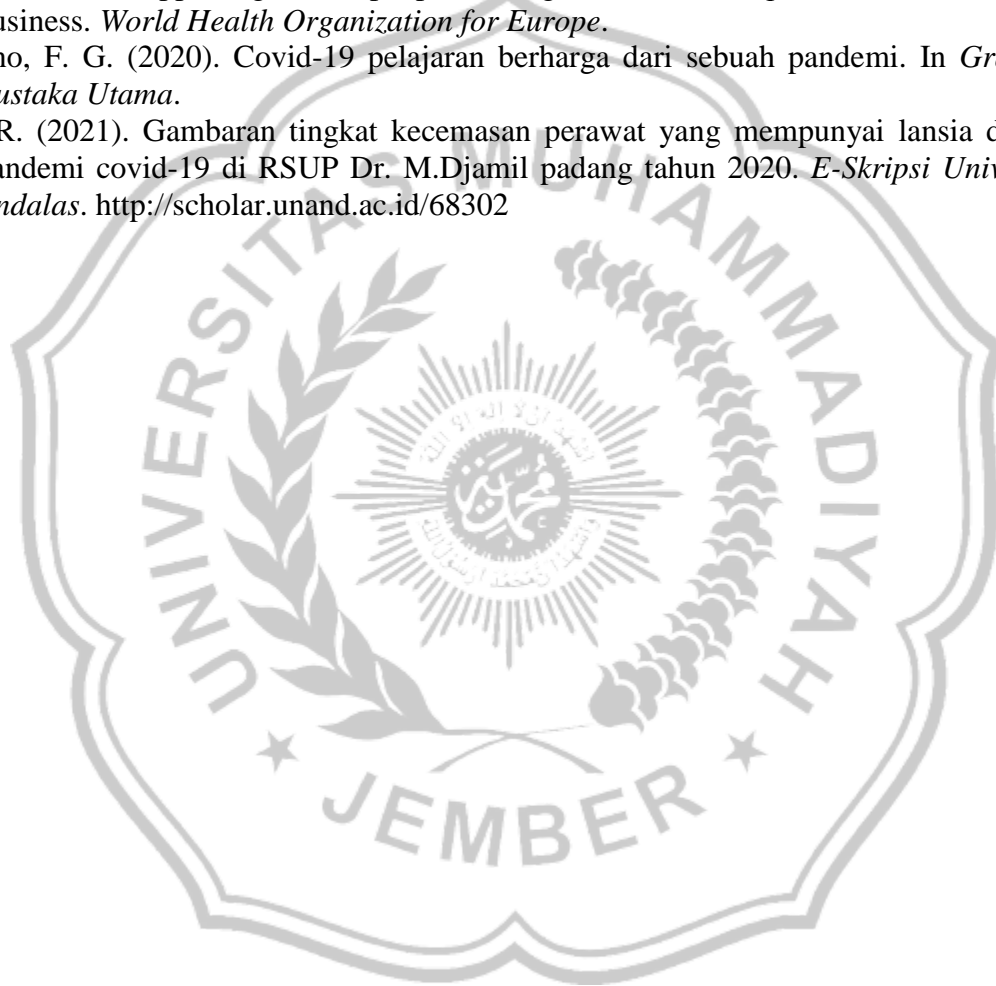 usiness. World Health Organization for Europe.
no, F. G. (2020). Covid-19 pelajaran berharga dari sebuah pandemi. In Gr
ustaka Utama.
R. (2021). Gambaran tingkat kecemasan perawat yang mempunyai lansia d
andemi covid-19 di RSUP Dr. M.Djamil padang tahun 2020. E-Skripsi Univ
ndalas. http://scholar.unand.ac.id/68302
UNIVERSITAS MUHAMMADIYAH
JEMBER